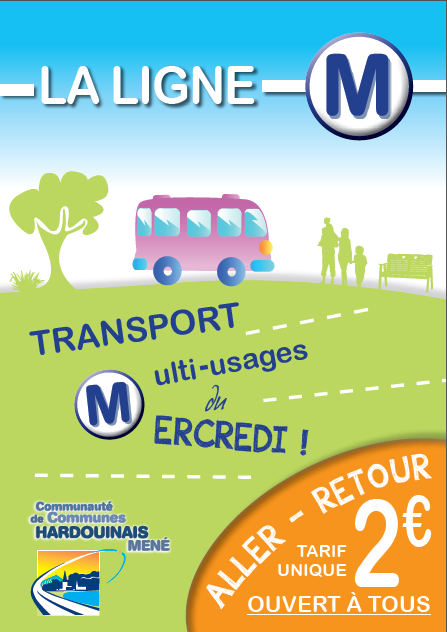 LA LIGNE M
TRANSPORT
M ulti-usages
du
ERCREDI !
Communauté
de Communes
HARDOUINAIS
MENÉ
ALLER - RETOUR
TARIF
UNIQUE
2€
OUVERT À TOUS